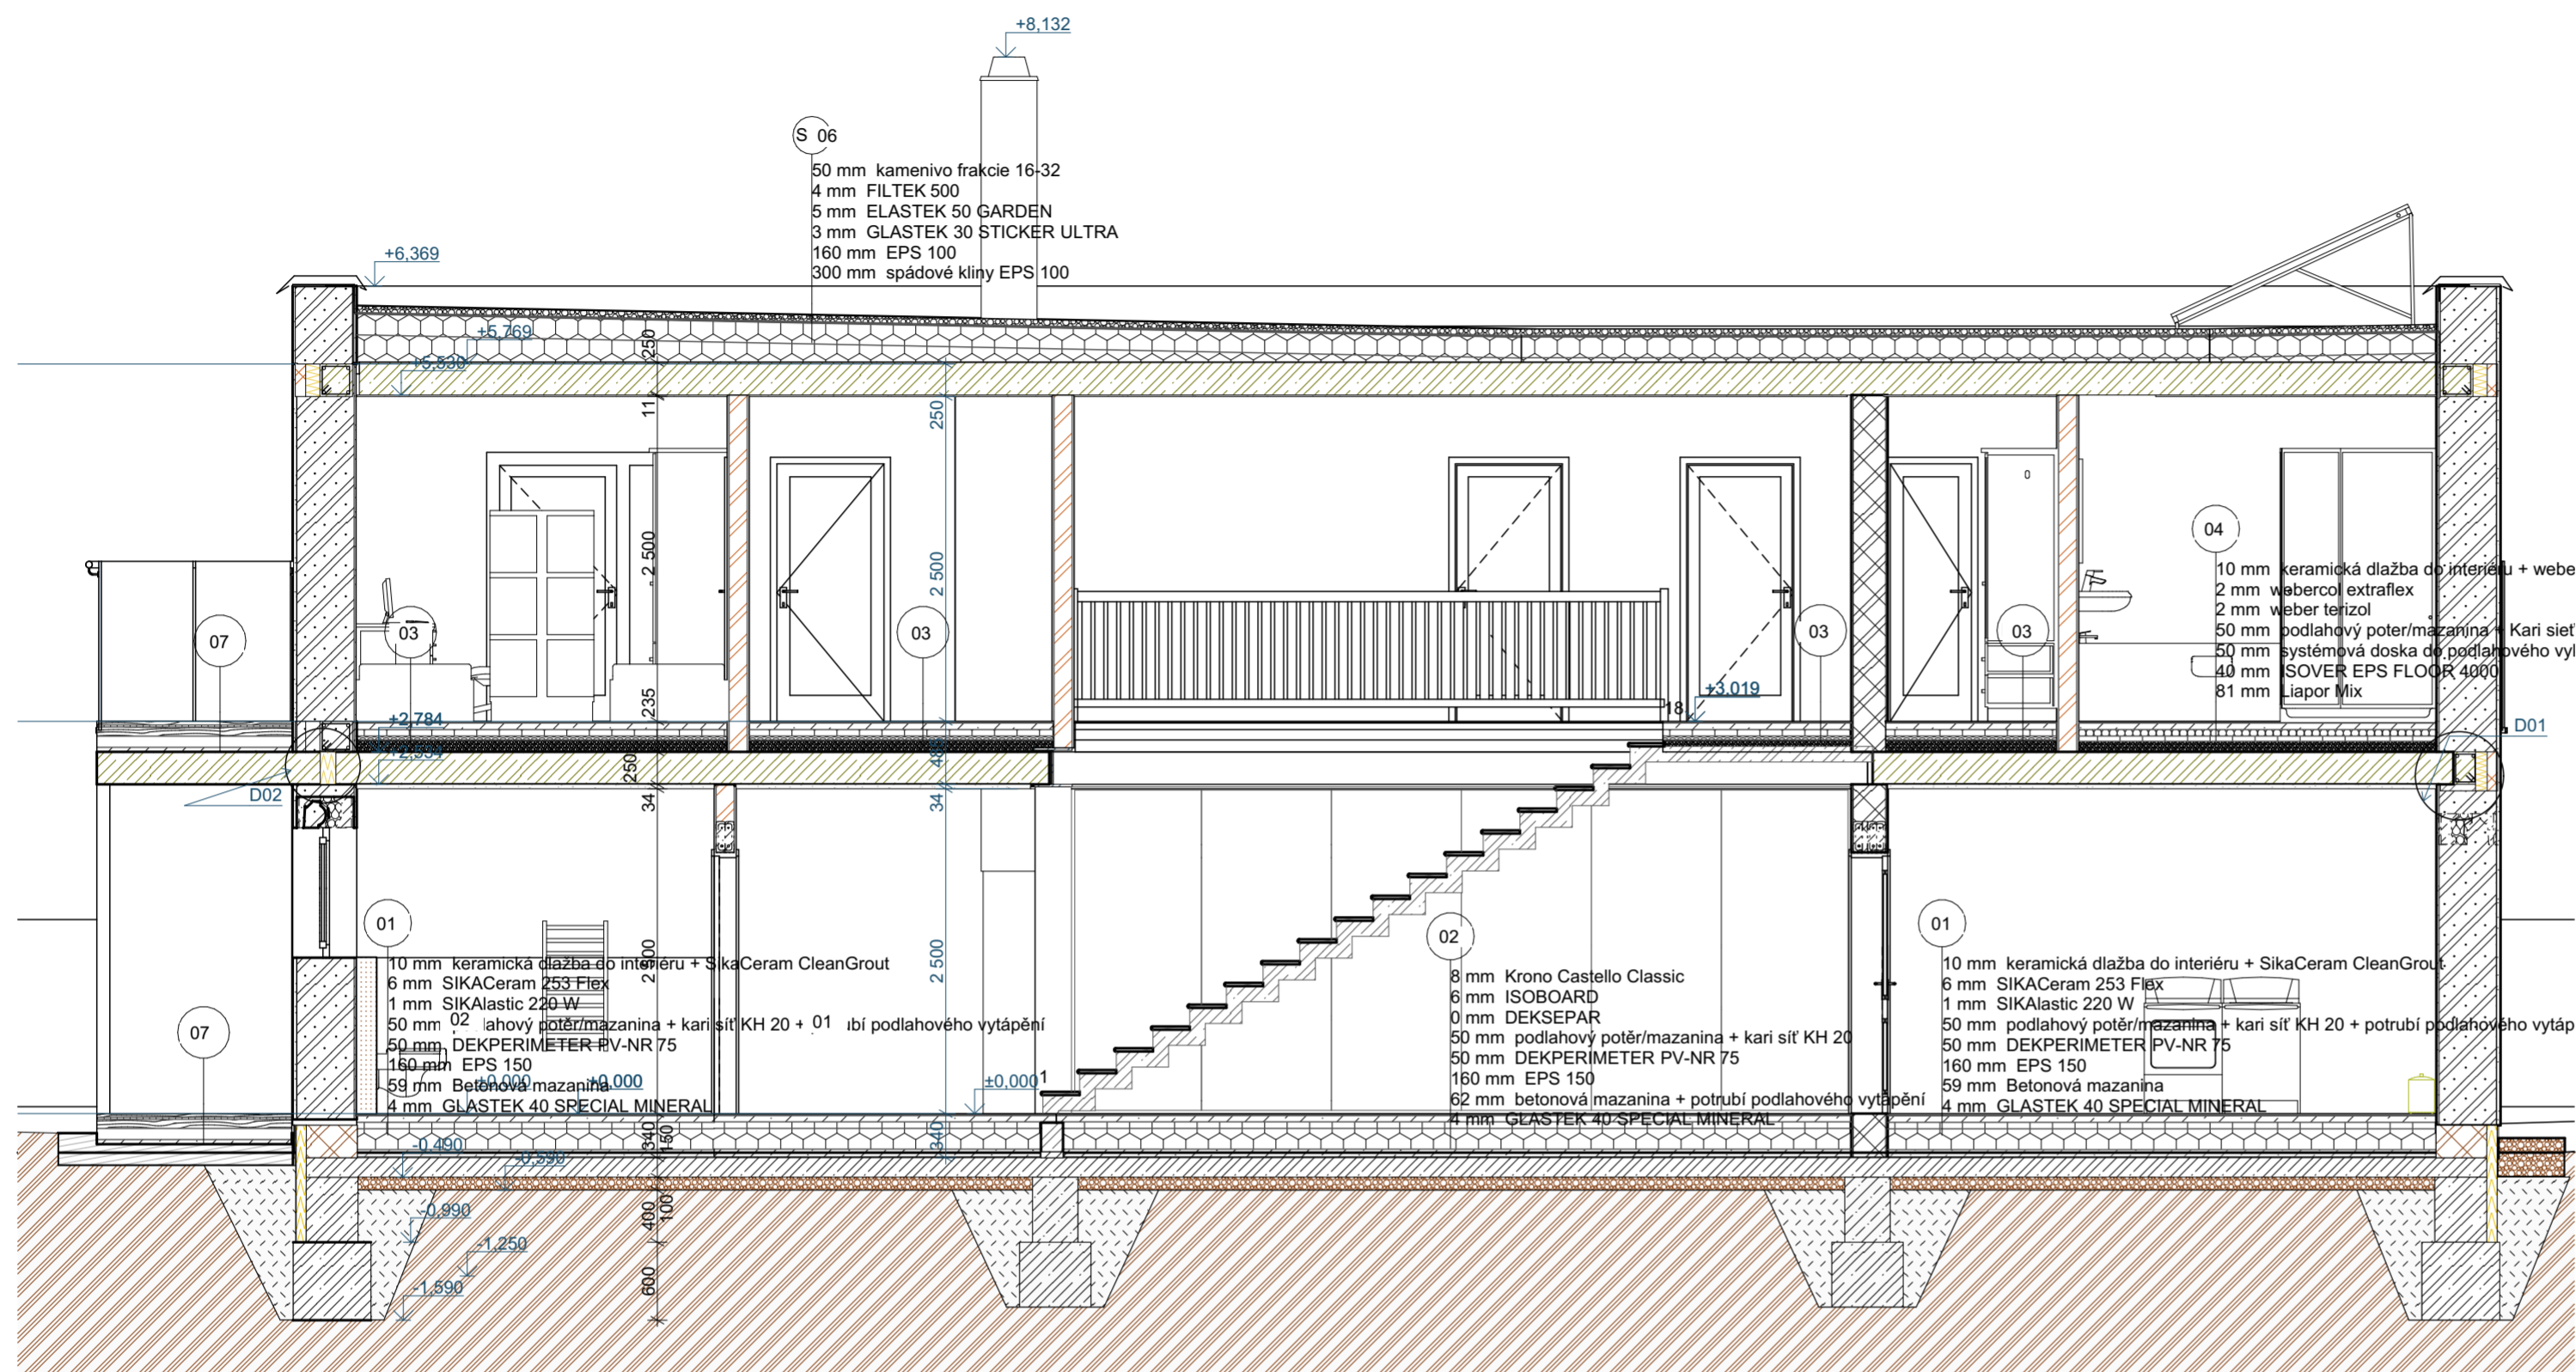 +8,132
S 06
50 mm kamenivo frakcie 16-32
4 mm FILTEK 500
5 mm ELASTEK 50 GARDEN
3 mm GLASTEK 30 STICKER ULTRA
160 mm EPS 100
300 mm spádové kliny EPS 100
+6,369
+5,769
250
+5,530
11
250
2 500
2 500
04
10 mm keramická dlažba do interiéru + webe
2 mm webercol extraflex
2 mm weber terizol
50 mm podlahový poter/mazanina + Kari sieť
50 mm systémová doska do podlahového vyl
40 mm ISOVER EPS FLOOR 4000
81 mm Liapor Mix
07
03
03
03
03
235
+3,019
18
+2,784
485
D01
250
D02
34
34
01
10 mm keramická dlažba do interiéru + SikaCeram CleanGrout
6 mm SIKACeram 253 Flex
1 mm SIKAlastic 220 W
50 mm 02 lahový potěr/mazanina + kari síť KH 20 + 01 bí podlahového vytápění
50 mm DEKPERIMETER PV-NR 75
160 mm EPS 150
59 mm Betonová mazanina
4 mm GLASTEK 40 SPECIAL MINERAL
2 500
2 500
02
8 mm Krono Castello Classic
6 mm ISOBOARD
0 mm DEKSEPAR
50 mm podlahový potěr/mazanina + kari síť KH 20
50 mm DEKPERIMETER PV-NR 75
160 mm EPS 150
62 mm betonová mazanina + potrubí podlahového vytápění
4 mm GLASTEK 40 SPECIAL MINERAL
01
10 mm keramická dlažba do interiéru + SikaCeram CleanGrout
6 mm SIKACeram 253 Flex
1 mm SIKAlastic 220 W
50 mm podlahový potěr/mazanina + kari síť KH 20 + potrubí podlahového vytáp
50 mm DEKPERIMETER PV-NR 75
160 mm EPS 150
59 mm Betonová mazanina
4 mm GLASTEK 40 SPECIAL MINERAL
07
±0,000
±0,000
±0,000
1
340
150
340
-0,490
-0,590
-0,990
400
100
-1,250
-1,590
600